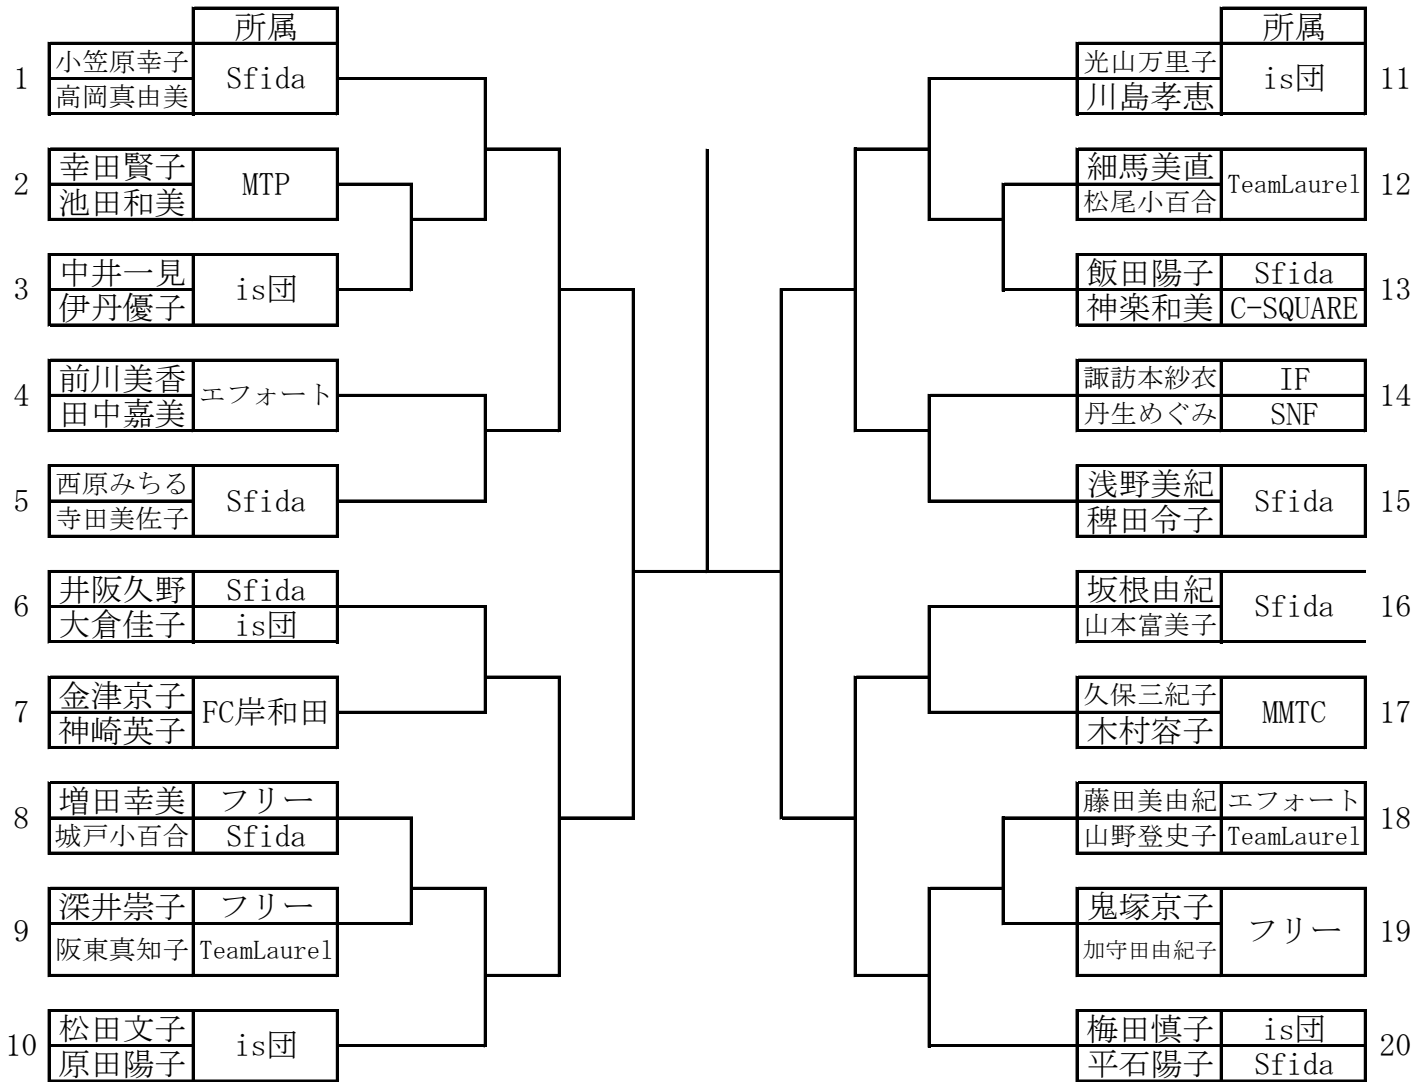 所属
1
小笠原幸子
高岡真由美
Sfida
2
幸田賢子
池田和美
MTP
3
中井一見
伊丹優子
is団
4
前川美香
田中嘉美
エフォート
5
西原みちる
寺田美佐子
Sfida
6
井阪久野 Sfida
大倉佳子 is団
7
金津京子
神崎英子
FC岸和田
8
増田幸美 フリー
城戸小百合 Sfida
9
深井崇子 フリー
阪東真知子 TeamLaurel
10
松田文子
原田陽子
is団
所属
光山万里子
川島孝恵
is団
11
細馬美直
松尾小百合
TeamLaurel
12
飯田陽子 Sfida
神楽和美 C-SQUARE
13
諏訪本紗衣 IF
丹生めぐみ SNF
14
浅野美紀
稗田令子
Sfida
15
坂根由紀
山本富美子
Sfida
16
久保三紀子
木村容子
MMTC
17
藤田美由紀 エフォート
山野登史子 TeamLaurel
18
鬼塚京子
加守田由紀子
フリー
19
梅田慎子 is団
平石陽子 Sfida
20